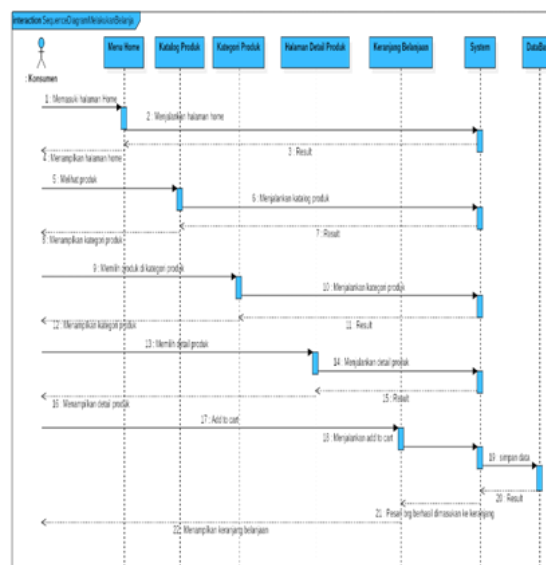 interaction SequenceDiagramMelakukanBelanja
Menu Home
Katalog Produk
Kategori Produk
Halaman Detail Produk
Keranjang Belanjaan
System
DataBa
: Konsumen
1 : Memasuki halaman Home
2 : Menjalankan halaman home
3 : Result
4 : Menampilkan halaman home
5 : Melihat produk
6 : Menjalankan katalog produk
7 : Result
8 : Menampilkan kategori produk
9 : Memilih produk di kategori produk
10 : Menjalankan kategori produk
11 : Result
12 : Menampilkan kategori produk
13 : Memilih detail produk
14 : Menjalankan detail produk
15 : Result
16 : Menampilkan detail produk
17 : Add to cart
18 : Menjalankan add to cart
19 : simpan data
20 : Result
21 : Pesan brg berhasil dimasukan ke keranjang
22 : Menampilkan keranjang belanjaan